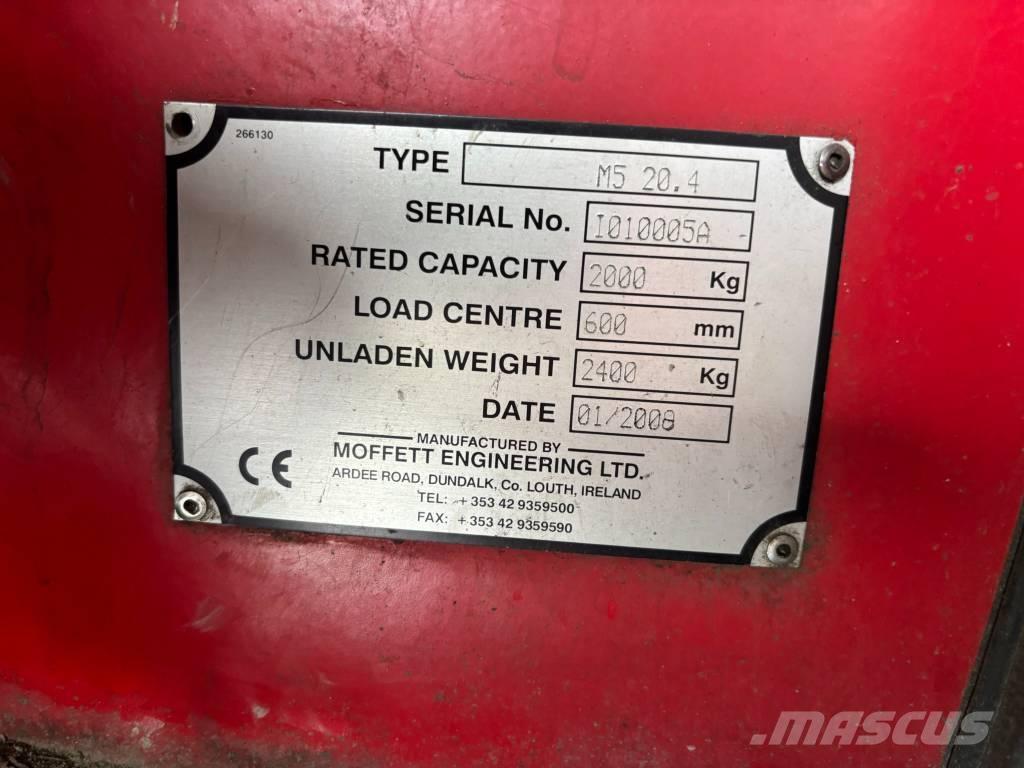 266130
TYPE M5 20.4
SERIAL No. I010005A
RATED CAPACITY 2000 Kg
LOAD CENTRE 600 mm
UNLADEN WEIGHT 2400 Kg
DATE 01/2008
MANUFACTURED BY
MOFFETT ENGINEERING LTD.
ARDEE ROAD, DUNDALK, Co. LOUTH, IRELAND
TEL: +353 42 9359500
FAX: +353 42 9359590
CE
MASCUS